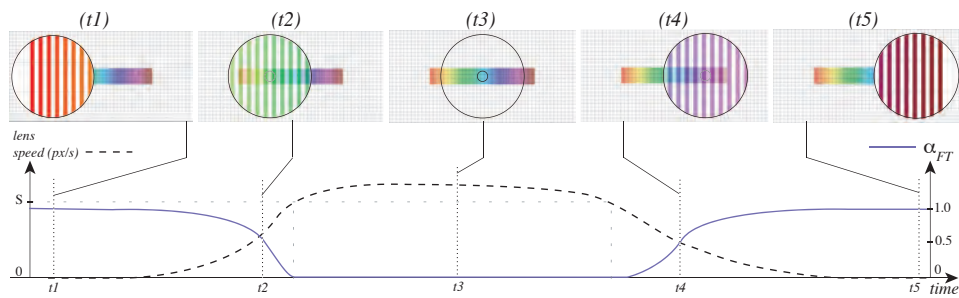 (t1) (t2) (t3) (t4) (t5)
lens
speed (px/s)
α_FT
S
1.0
0.5
0
0
t1 t2 t3 t4 t5 time